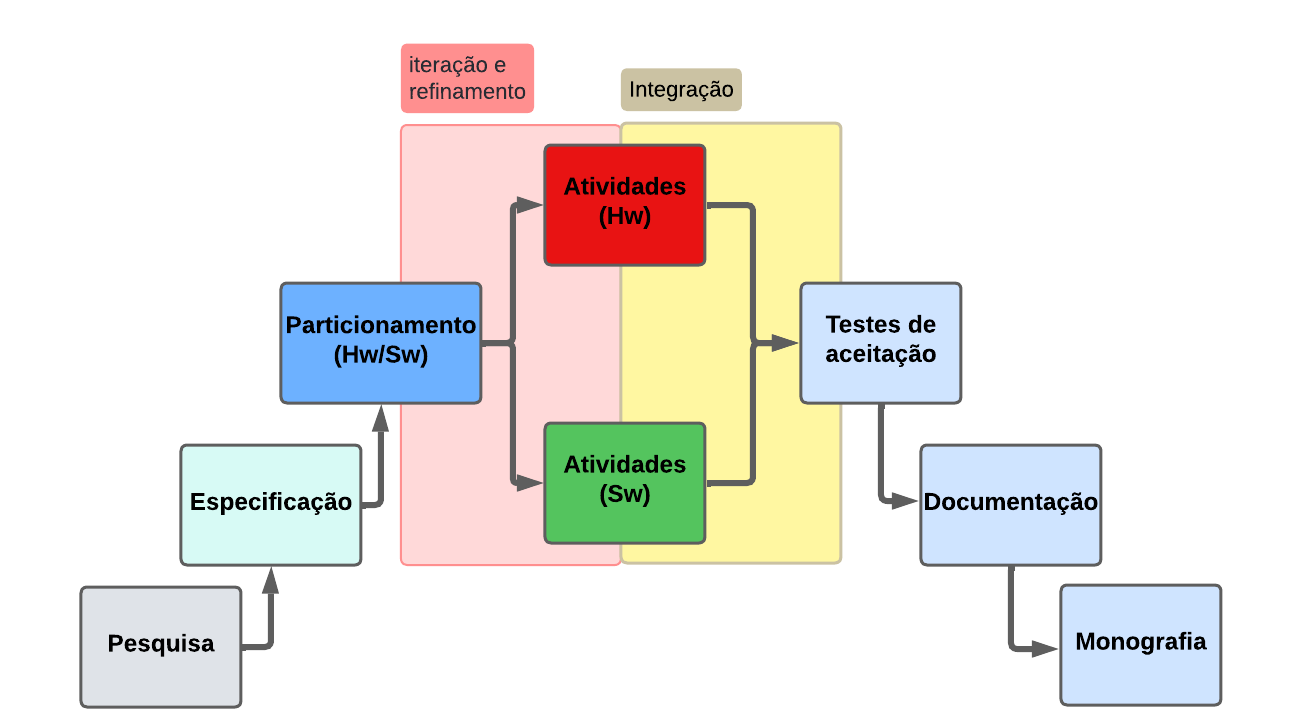 iteração e
refinamento
Integração
Atividades
(Hw)
Particionamento
(Hw/Sw)
Testes de
aceitação
Atividades
(Sw)
Especificação
Documentação
Pesquisa
Monografia